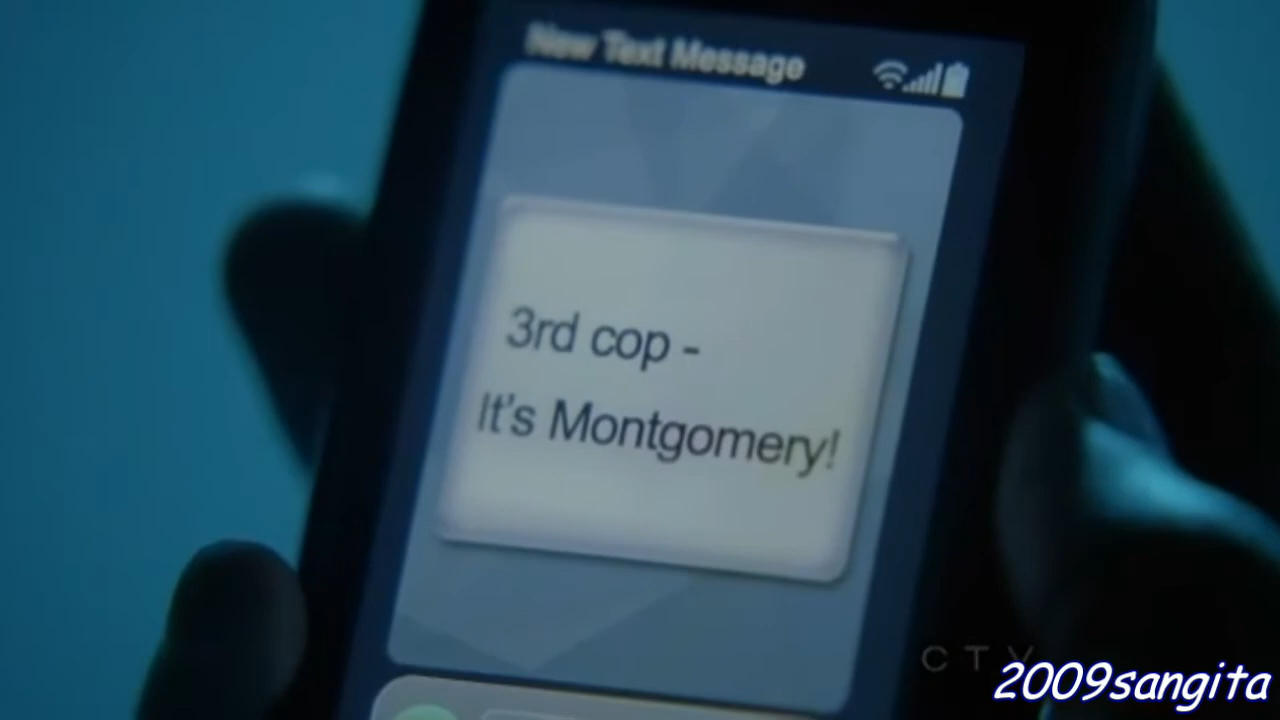 New Text Message
3rd cop -
It's Montgomery!
CTV
2009sangita